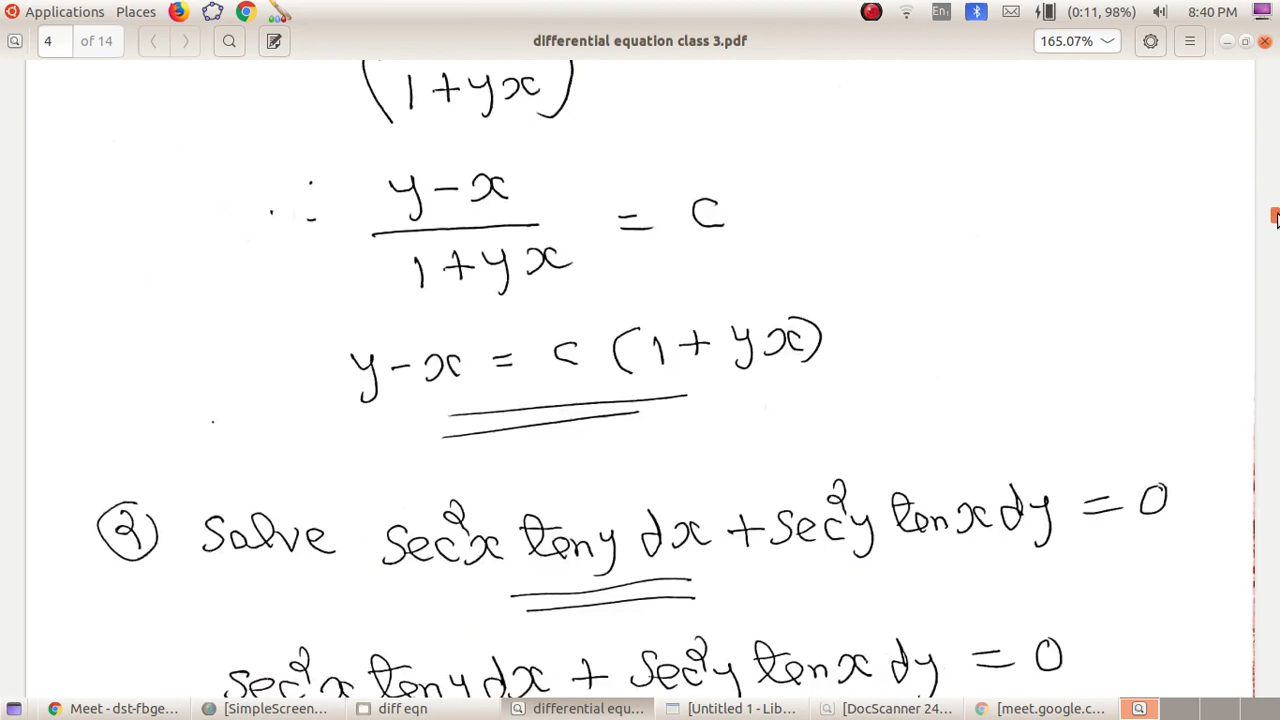 Applications Places En₁ (0:11, 98%) 8:40 PM
4 of 14 differential equation class 3.pdf 165.07%
(1+yx)
∴ y-x / 1+yx = c
y-x = c (1+yx)
② Solve sec²x tany dx + sec²y tanx dy = 0
sec²x tany dx + sec²y tanx dy = 0
Meet - dst-fbge... [SimpleScreen... diff eqn differential equ... [Untitled 1 - Lib... [DocScanner 24... [meet.google.c...